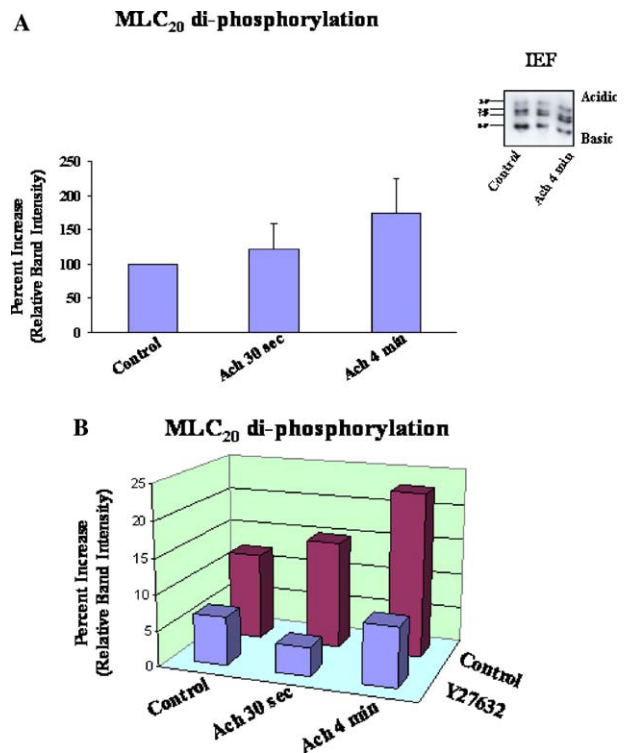 A
MLC20 di-phosphorylation
IEF
Acidic
Basic
Control
Ach 4 min
Percent Increase
(Relative Band Intensity)
250
200
150
100
50
0
Control
Ach 30 sec
Ach 4 min
B
MLC20 di-phosphorylation
Percent Increase
(Relative Band Intensity)
25
20
15
10
5
0
Control
Ach 30 sec
Ach 4 min
Control
Y27632